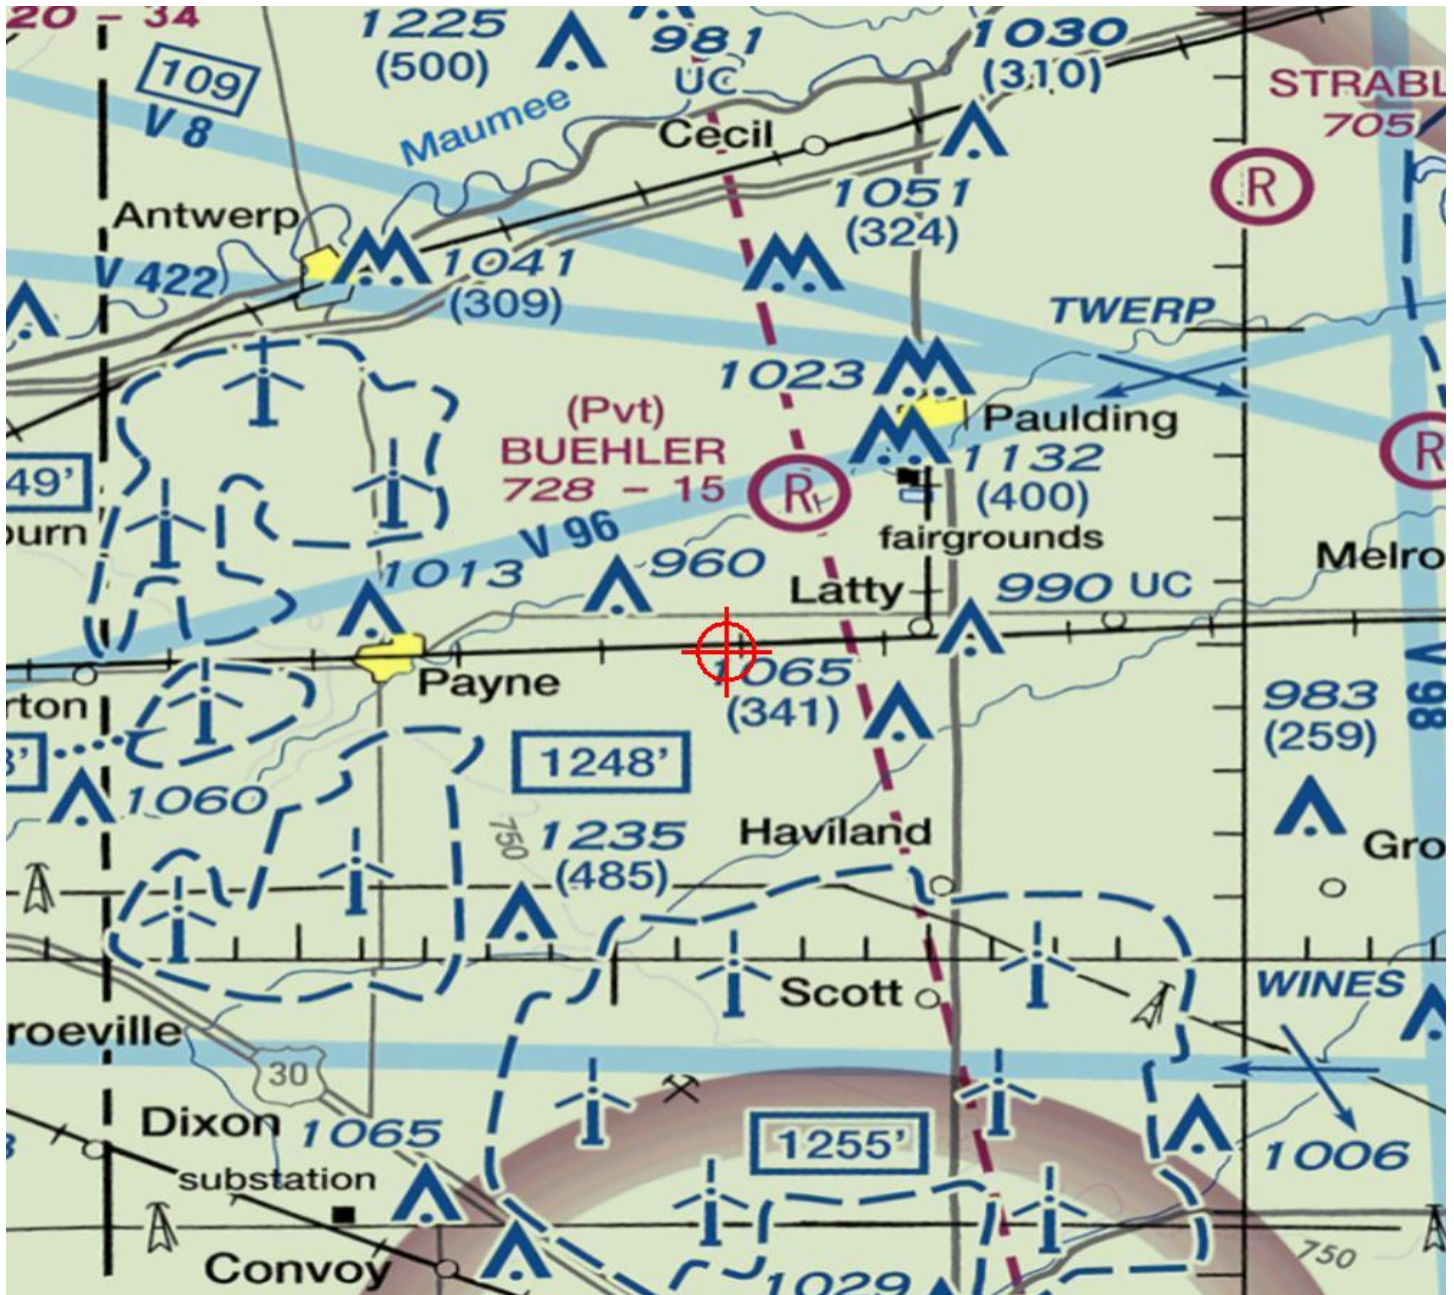 20 - 34
1225
(500)
981
UC
1030
(310)
109
V 8
Maumee
Cecil
STRABL
705
R
Antwerp
1051
(324)
V 422
1041
(309)
TWERP
1023
(Pvt)
BUEHLER
728 - 15
R
Paulding
1132
(400)
R
49'
burn
V 96
fairgrounds
Melro
1013
960
Latty
990 UC
Payne
1065
(341)
rton
983
(259)
V 98
3'
1248'
1060
750
1235
(485)
Haviland
Gro
Scott
WINES
roeville
30
Dixon
1065
1255'
1006
substation
Convoy
1029
750